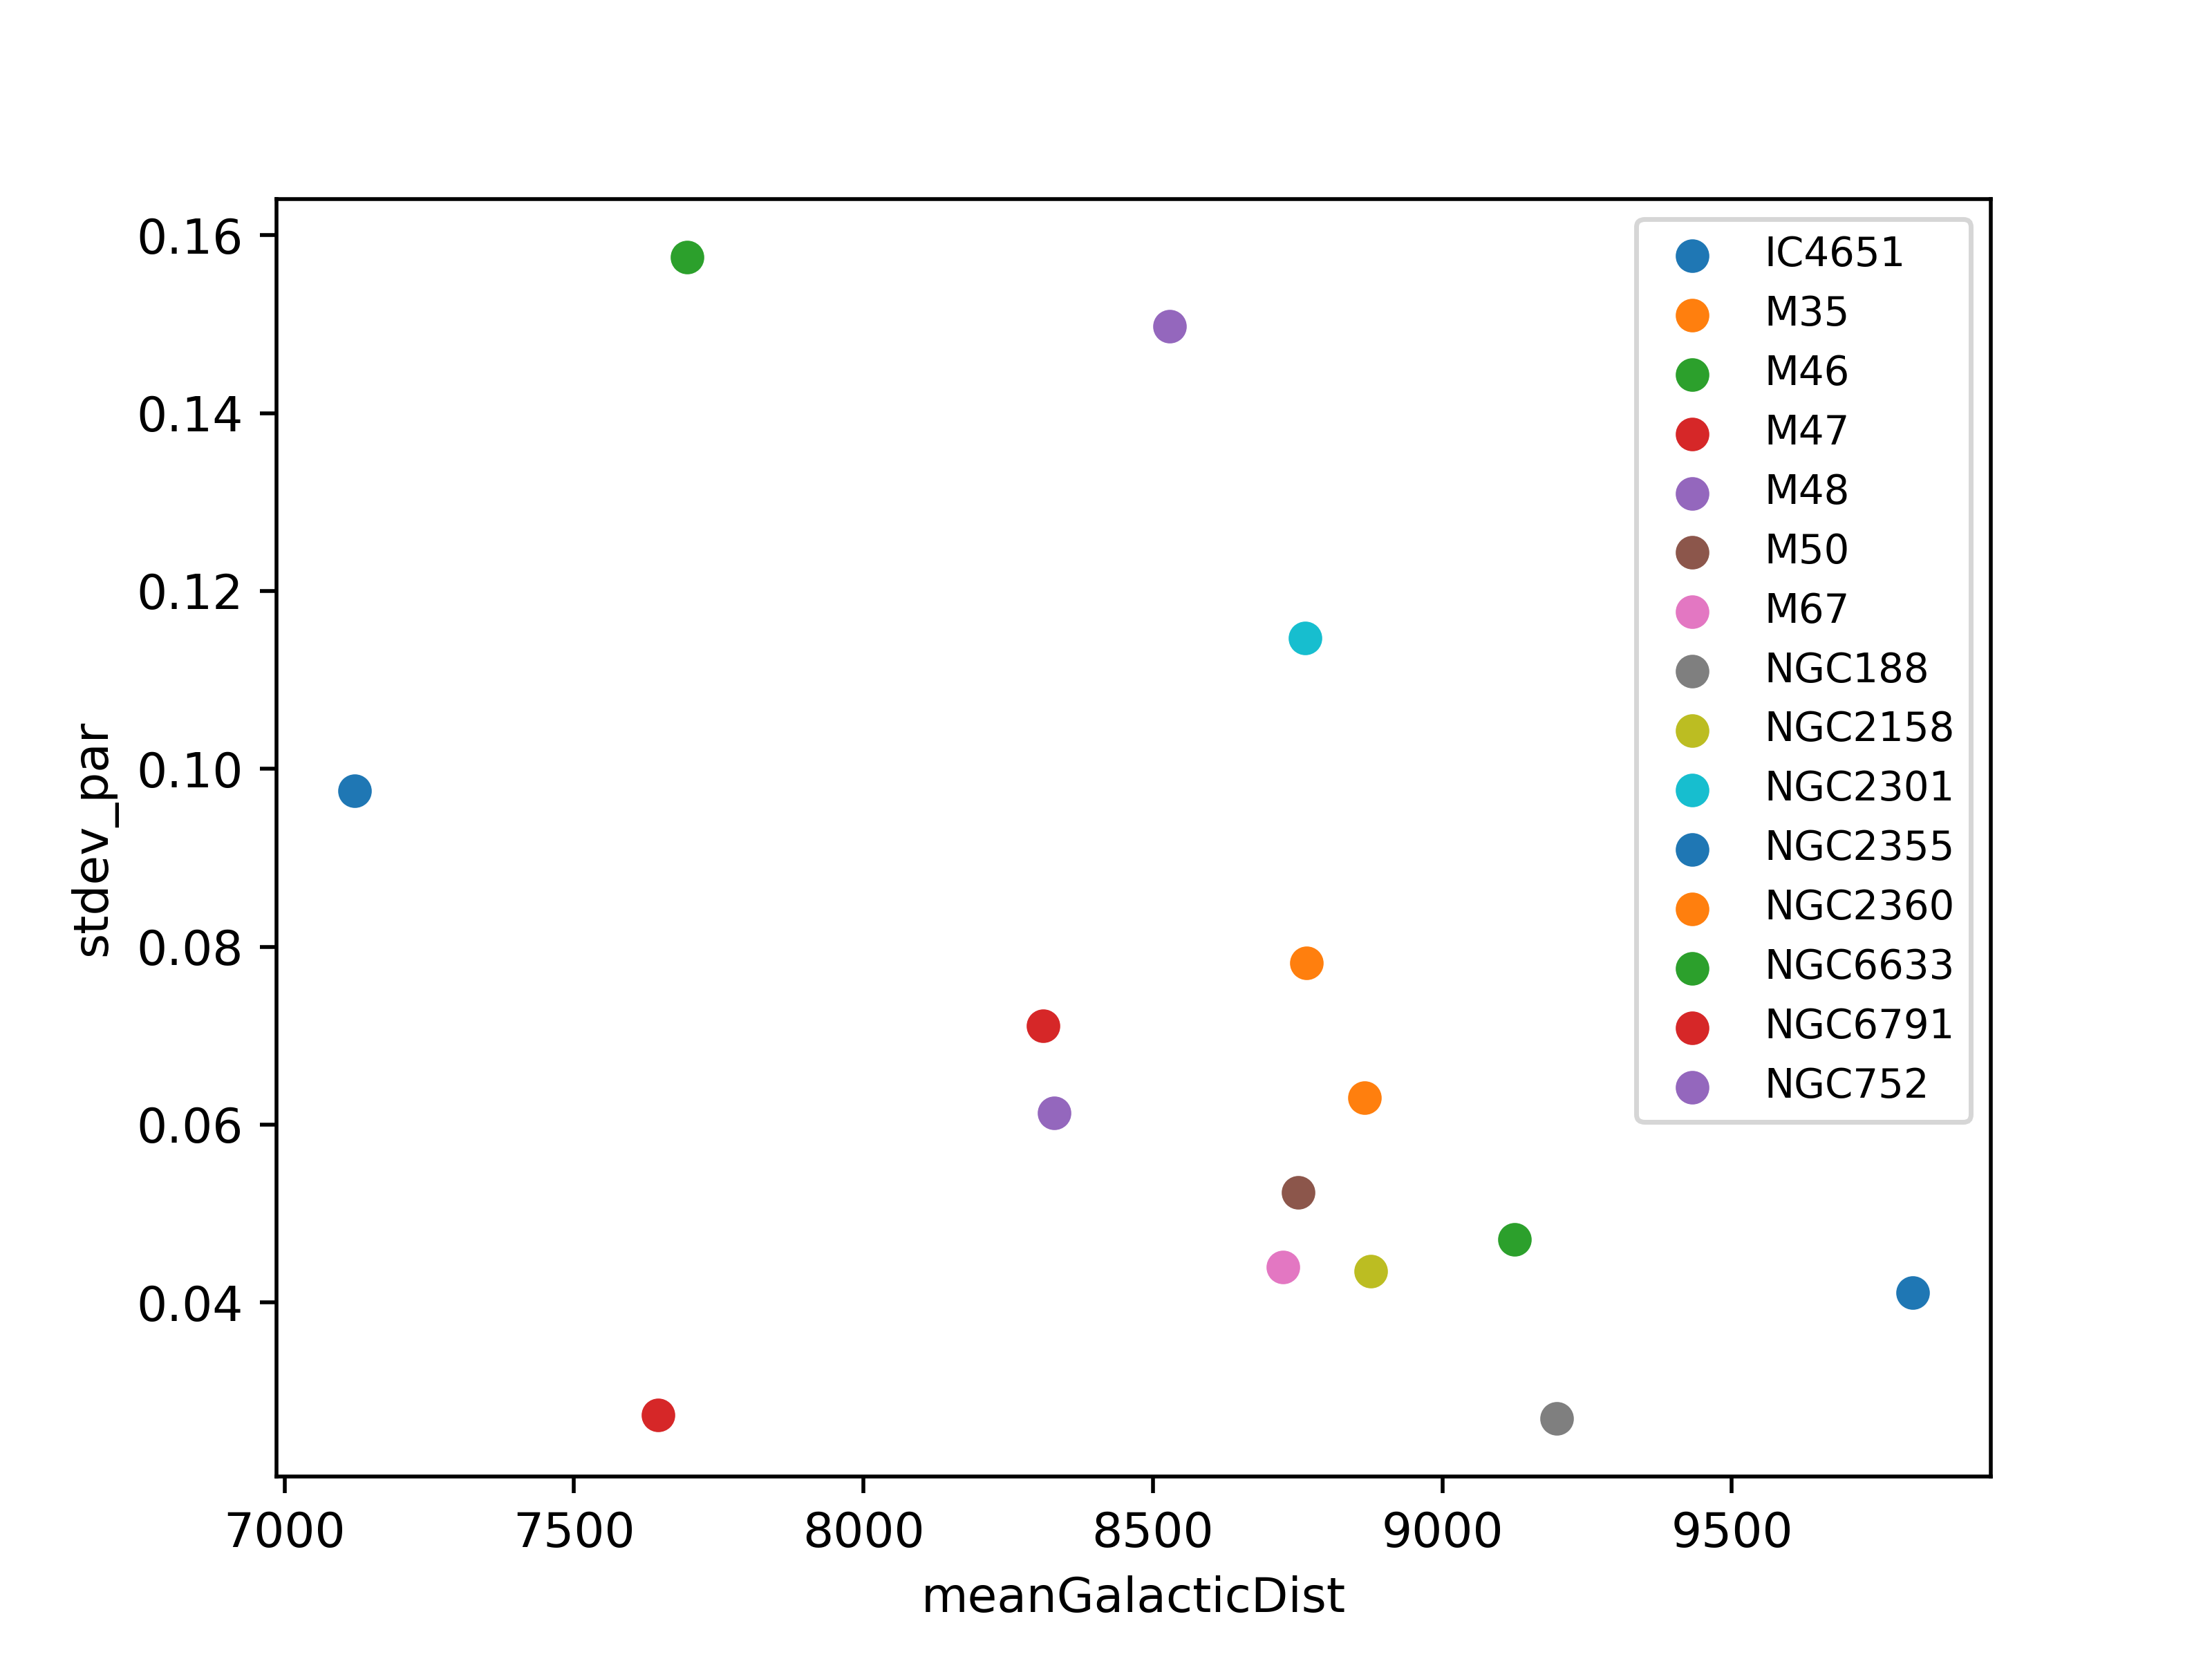 0.16
0.14
0.12
0.10
0.08
0.06
0.04
stdev_par
7000 7500 8000 8500 9000 9500
meanGalacticDist
IC4651
M35
M46
M47
M48
M50
M67
NGC188
NGC2158
NGC2301
NGC2355
NGC2360
NGC6633
NGC6791
NGC752